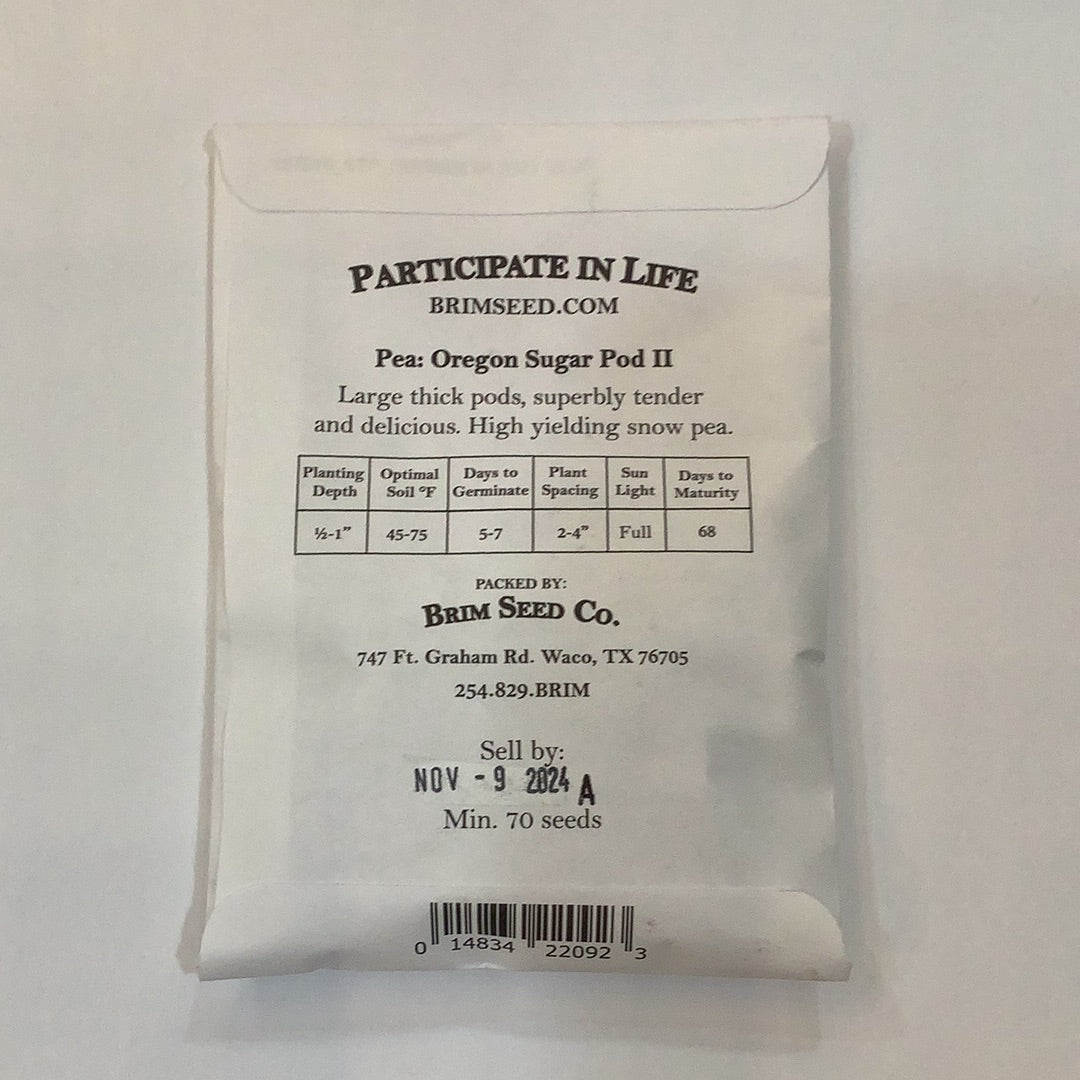 PARTICIPATE IN LIFE
BRIMSEED.COM
Pea: Oregon Sugar Pod II
Large thick pods, superbly tender
and delicious. High yielding snow pea.
Planting Depth Optimal Soil °F Days to Germinate Plant Spacing Sun Light Days to Maturity
½-1” 45-75 5-7 2-4” Full 68
PACKED BY:
BRIM SEED CO.
747 Ft. Graham Rd. Waco, TX 76705
254.829.BRIM
Sell by:
NOV - 9 2024 A
Min. 70 seeds
0 14834 22092 3